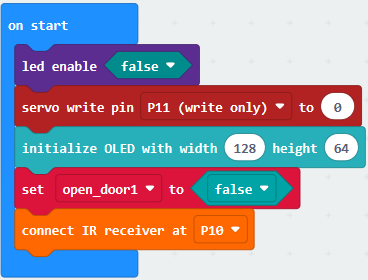 on start
led enable false
servo write pin P11 (write only) to 0
initialize OLED with width 128 height 64
set open_door1 to false
connect IR receiver at P10